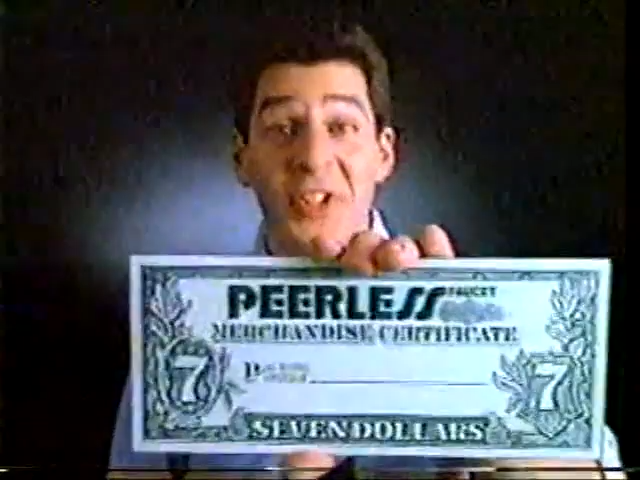 PEERLESS FAUCET
MERCHANDISE CERTIFICATE
7 7
SEVEN DOLLARS